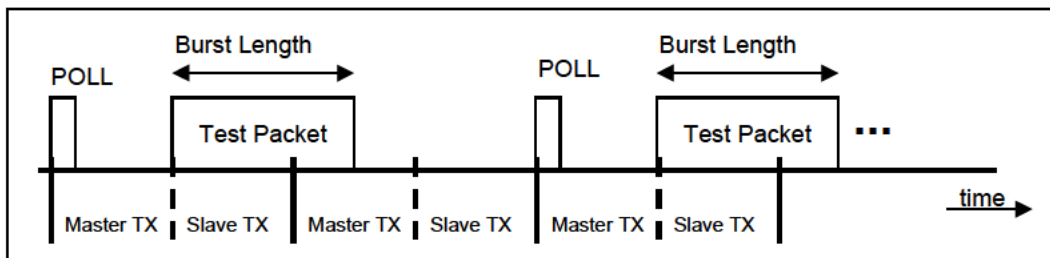 Burst Length
Burst Length
POLL
POLL
Test Packet
Test Packet
...
time
Master TX
Slave TX
Master TX
Slave TX
Master TX
Slave TX